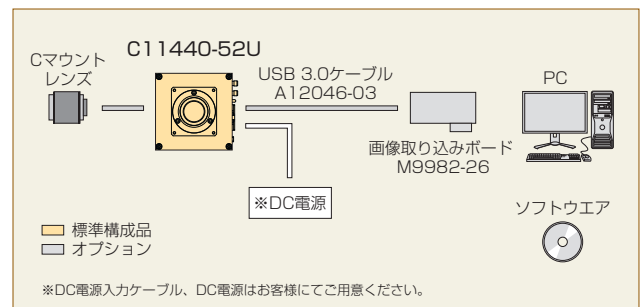 C11440-52U
Cマウント
レンズ
USB 3.0ケーブル
A12046-03
PC
画像取り込みボード
M9982-26
※DC電源
ソフトウエア
標準構成品
オプション
※DC電源入力ケーブル、DC電源はお客様にてご用意ください。